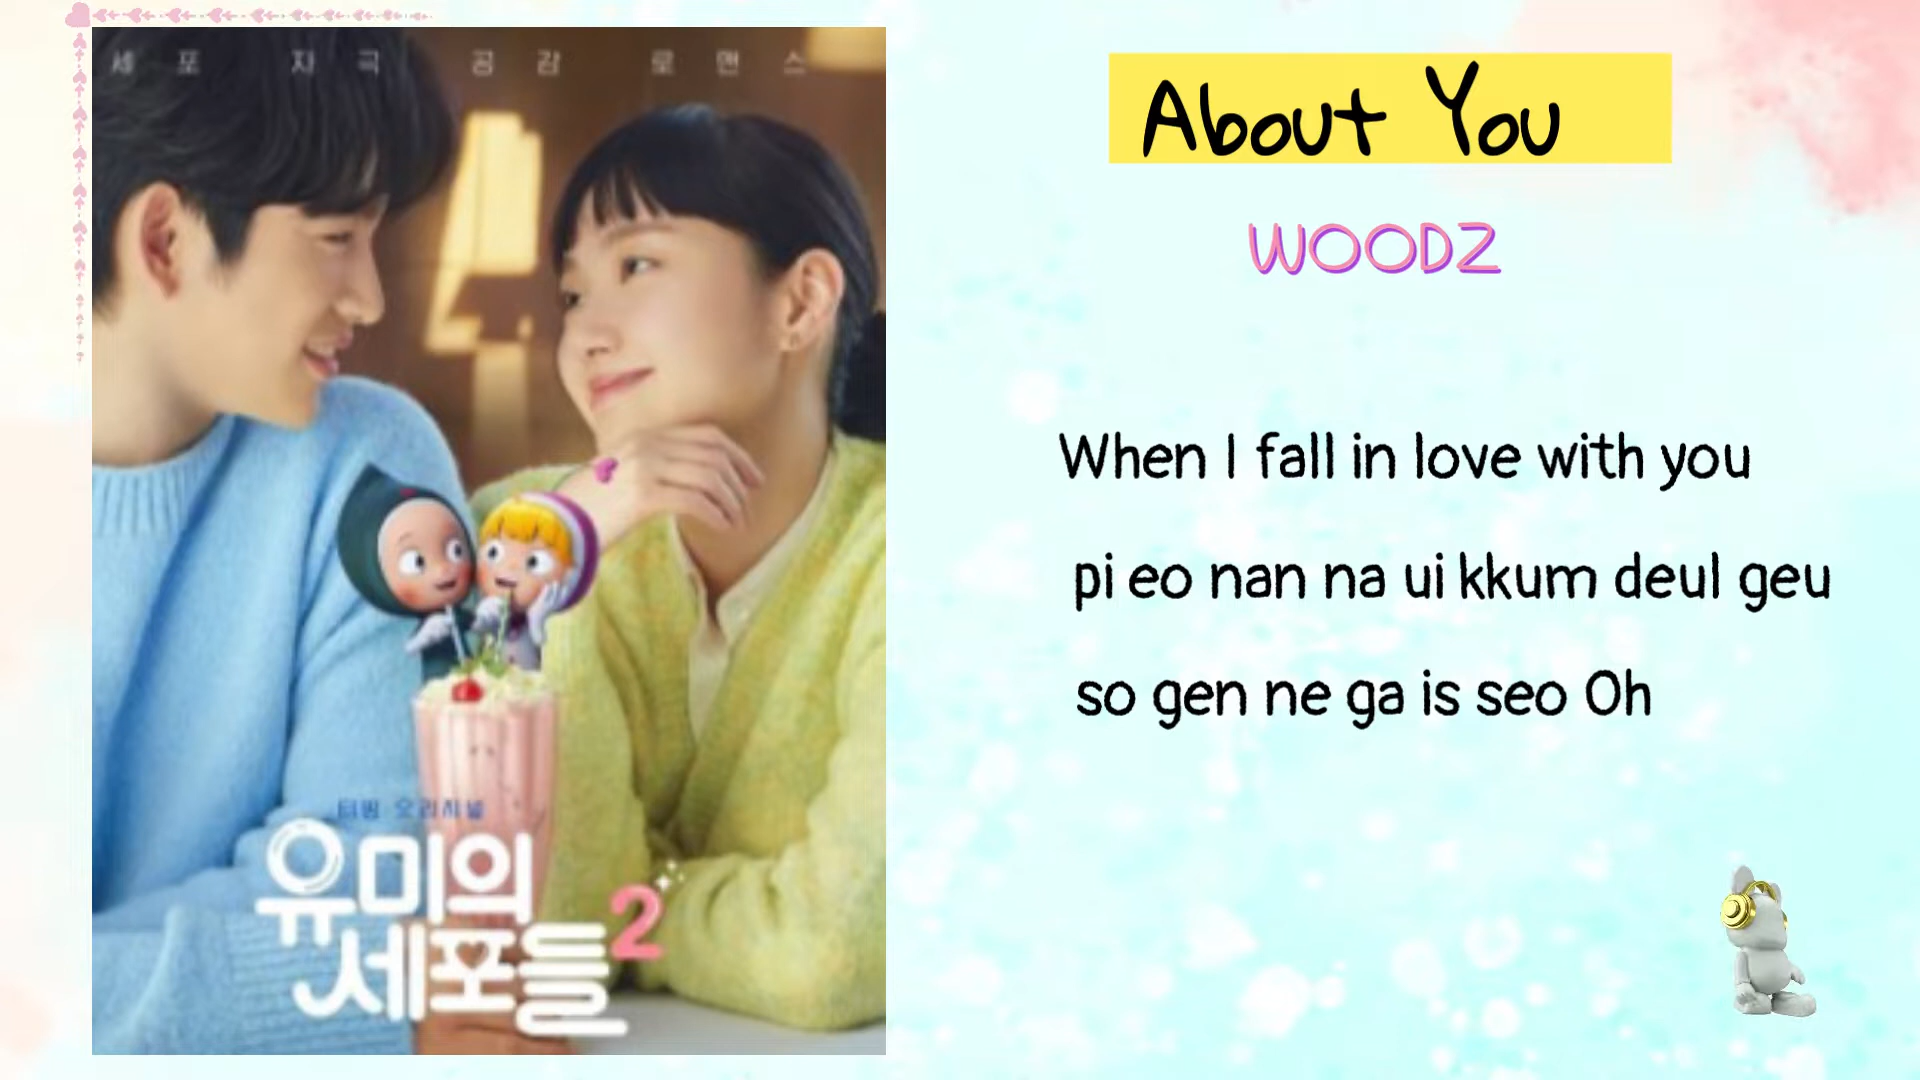 세포 자극 공감 로맨스
티빙 오리지널
유미의
세포들 2
About You
WOODZ
When I fall in love with you
pi eo nan na ui kkum deul geu
so gen ne ga is seo Oh